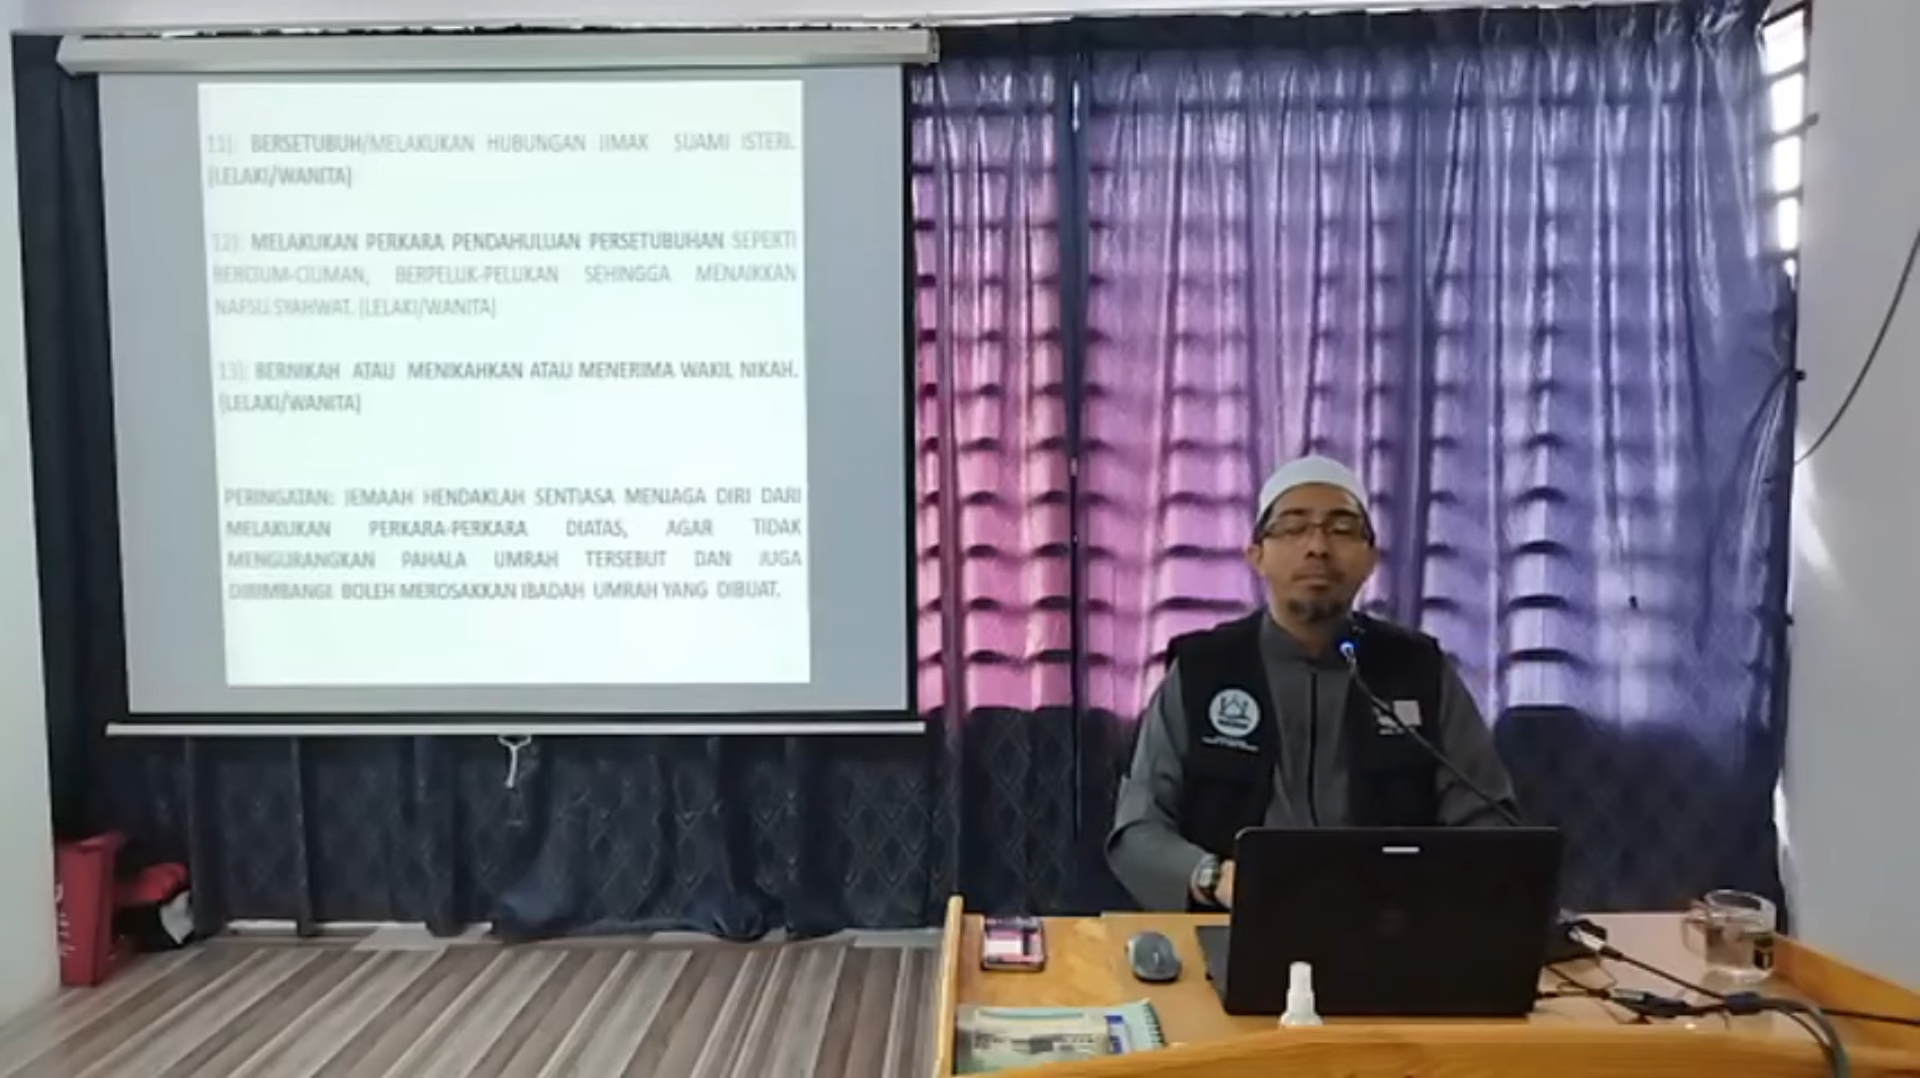 11). BERSETUBUH/MELAKUKAN HUBUNGAN JIMAK SUAMI ISTERI.
(LELAKI/WANITA)
12). MELAKUKAN PERKARA PENDAHULUAN PERSETUBUHAN SEPERTI
BERCIUM-CIUMAN, BERPELUK-PELUKAN SEHINGGA MENAIKKAN
NAFSU SYAHWAT. (LELAKI/WANITA)
13). BERNIKAH ATAU MENIKAHKAN ATAU MENERIMA WAKIL NIKAH.
(LELAKI/WANITA)
PERINGATAN: JEMAAH HENDAKLAH SENTIASA MENJAGA DIRI DARI
MELAKUKAN PERKARA-PERKARA DIATAS, AGAR TIDAK
MENGURANGKAN PAHALA UMRAH TERSEBUT DAN JUGA
DIBIMBANGI BOLEH MEROSAKKAN IBADAH UMRAH YANG DIBUAT.